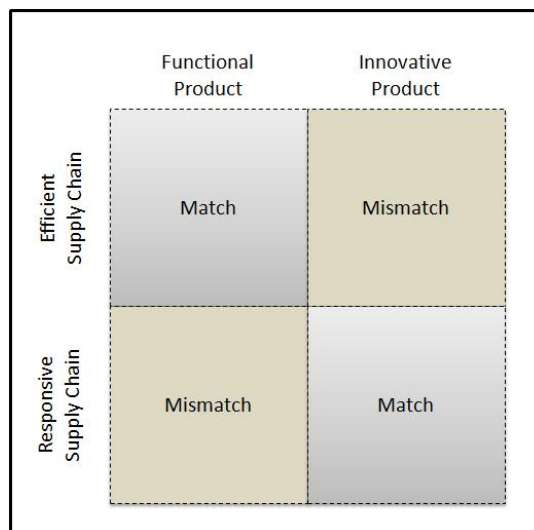 Functional
Product
Innovative
Product
Efficient
Supply Chain
Match
Mismatch
Responsive
Supply Chain
Mismatch
Match